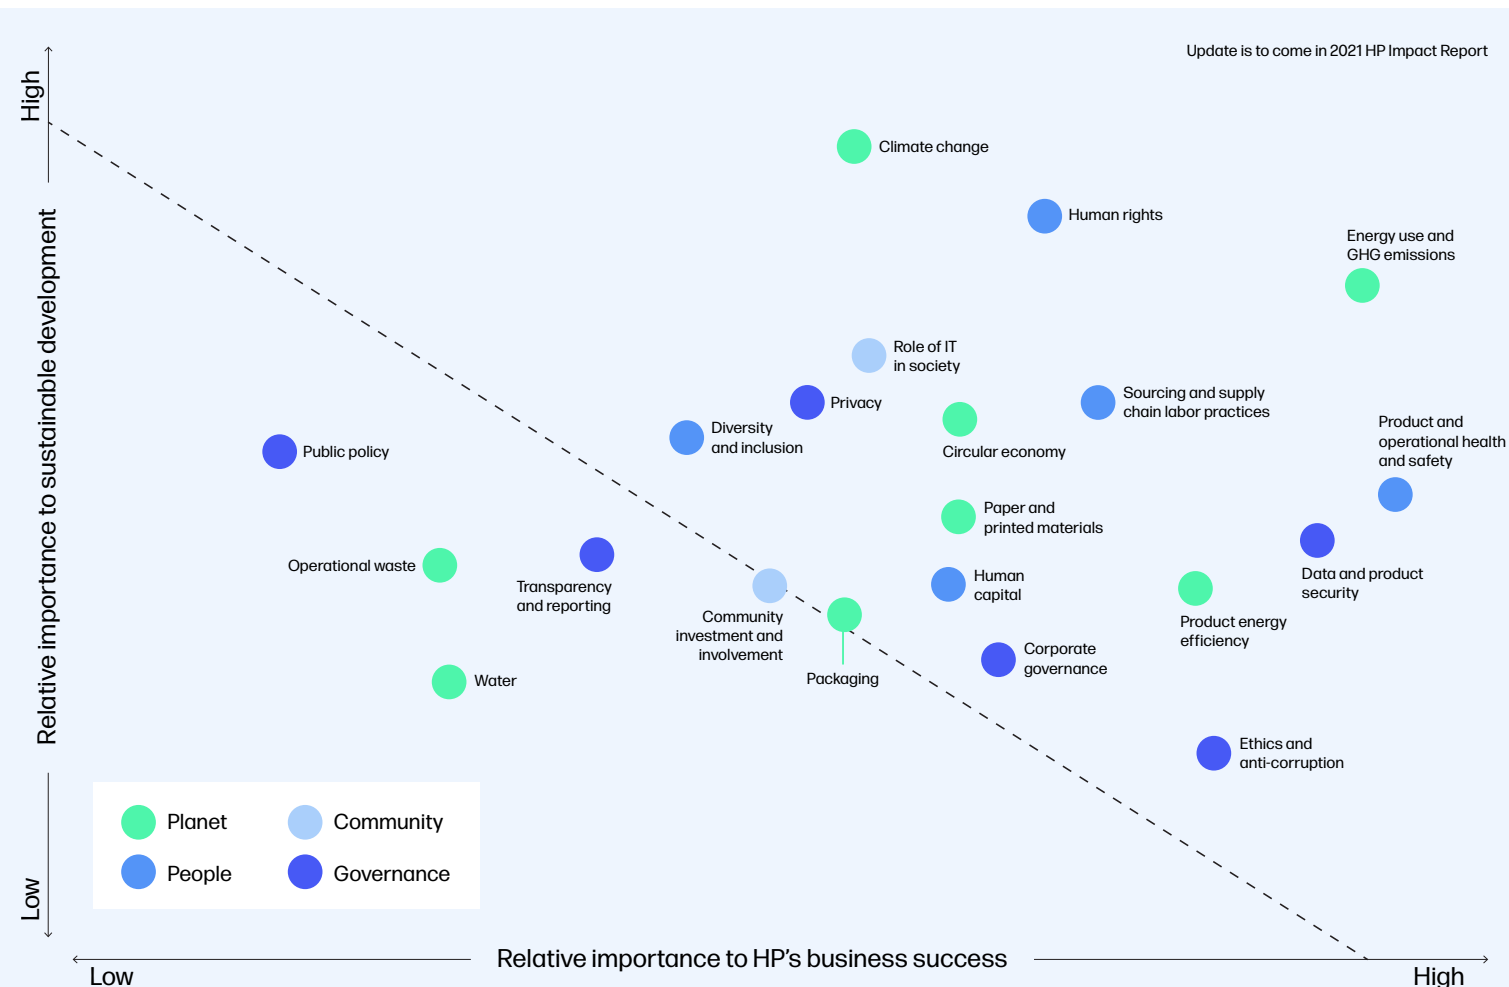 Update is to come in 2021 HP Impact Report
High
Relative importance to sustainable development
Low
Climate change
Human rights
Energy use and
GHG emissions
Role of IT
in society
Privacy
Sourcing and supply
chain labor practices
Diversity
and inclusion
Circular economy
Product and
operational health
and safety
Public policy
Paper and
printed materials
Operational waste
Transparency
and reporting
Human
capital
Data and product
security
Community
investment and
involvement
Product energy
efficiency
Packaging
Corporate
governance
Water
Ethics and
anti-corruption
Planet
Community
People
Governance
Relative importance to HP’s business success
Low
High